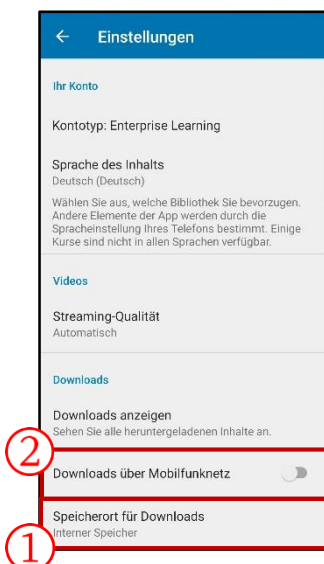 Einstellungen
Ihr Konto
Kontotyp: Enterprise Learning
Sprache des Inhalts
Deutsch (Deutsch)
Wählen Sie aus, welche Bibliothek Sie bevorzugen.
Andere Elemente der App werden durch die
Spracheinstellung Ihres Telefons bestimmt. Einige
Kurse sind nicht in allen Sprachen verfügbar.
Videos
Streaming-Qualität
Automatisch
Downloads
Downloads anzeigen
Sehen Sie alle heruntergeladenen Inhalte an.
2
Downloads über Mobilfunknetz
Speicherort für Downloads
1
Interner Speicher